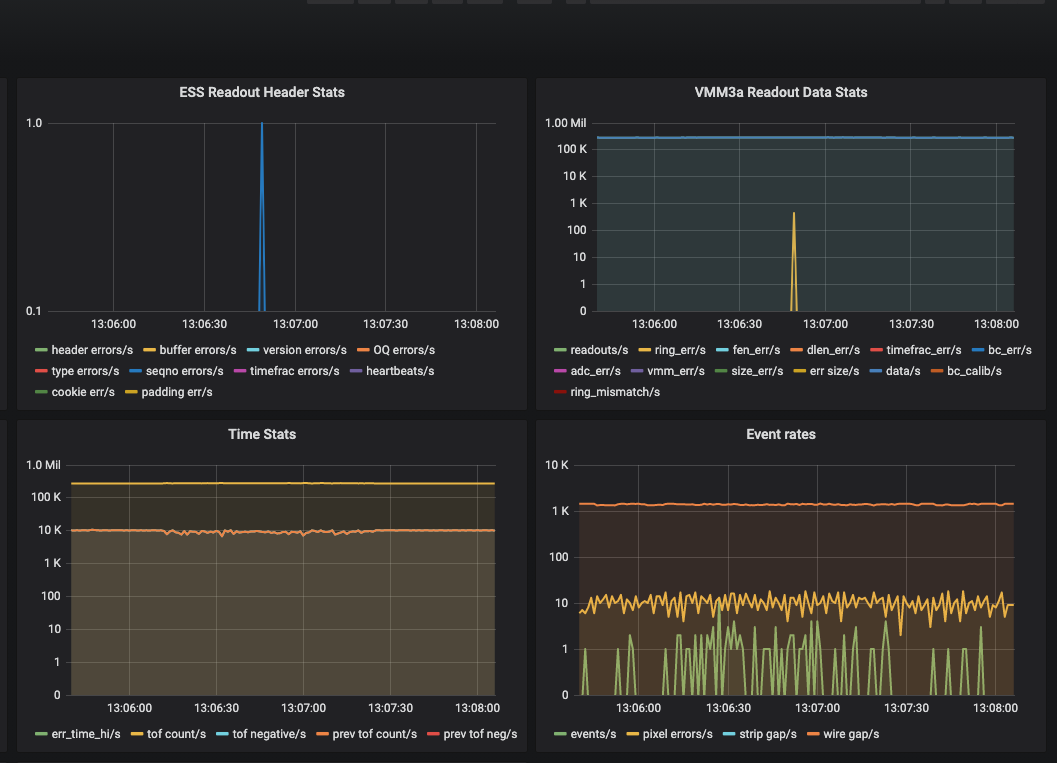 ESS Readout Header Stats
1.0
0.1
13:06:00 13:06:30 13:07:00 13:07:30 13:08:00
header errors/s buffer errors/s version errors/s OQ errors/s
type errors/s seqno errors/s timefrac errors/s heartbeats/s
cookie err/s padding err/s
VMM3a Readout Data Stats
1.00 Mil
100 K
10 K
1 K
100
10
1
0
13:06:00 13:06:30 13:07:00 13:07:30 13:08:00
readouts/s ring_err/s fen_err/s dlen_err/s timefrac_err/s bc_err/s
adc_err/s vmm_err/s size_err/s err size/s data/s bc_calib/s
ring_mismatch/s
Time Stats
1.0 Mil
100 K
10 K
1 K
100
10
1
0
13:06:00 13:06:30 13:07:00 13:07:30 13:08:00
err_time_hi/s tof count/s tof negative/s prev tof count/s prev tof neg/s
Event rates
10 K
1 K
100
10
1
0
13:06:00 13:06:30 13:07:00 13:07:30 13:08:00
events/s pixel errors/s strip gap/s wire gap/s